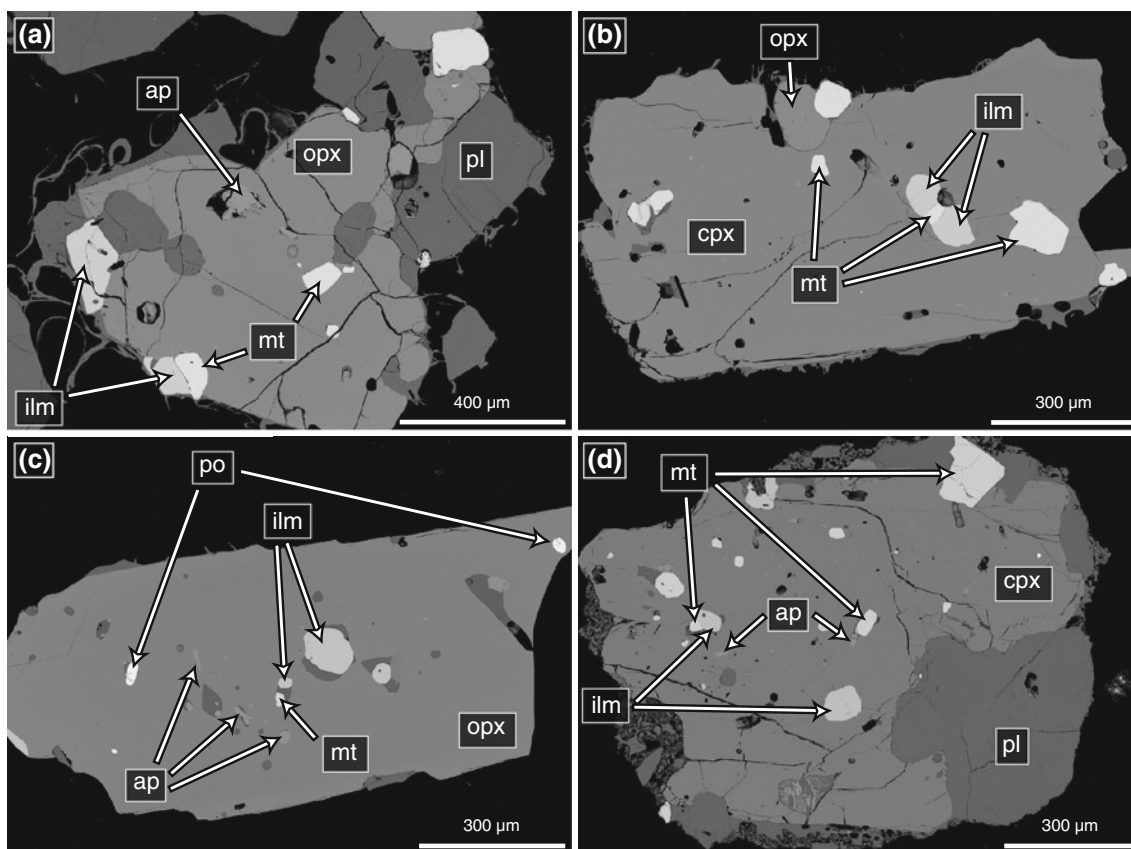 (a)
ap
opx
pl
mt
ilm
400 µm
(b)
opx
ilm
cpx
mt
300 µm
(c)
po
ilm
opx
mt
ap
300 µm
(d)
mt
cpx
ap
ilm
pl
300 µm